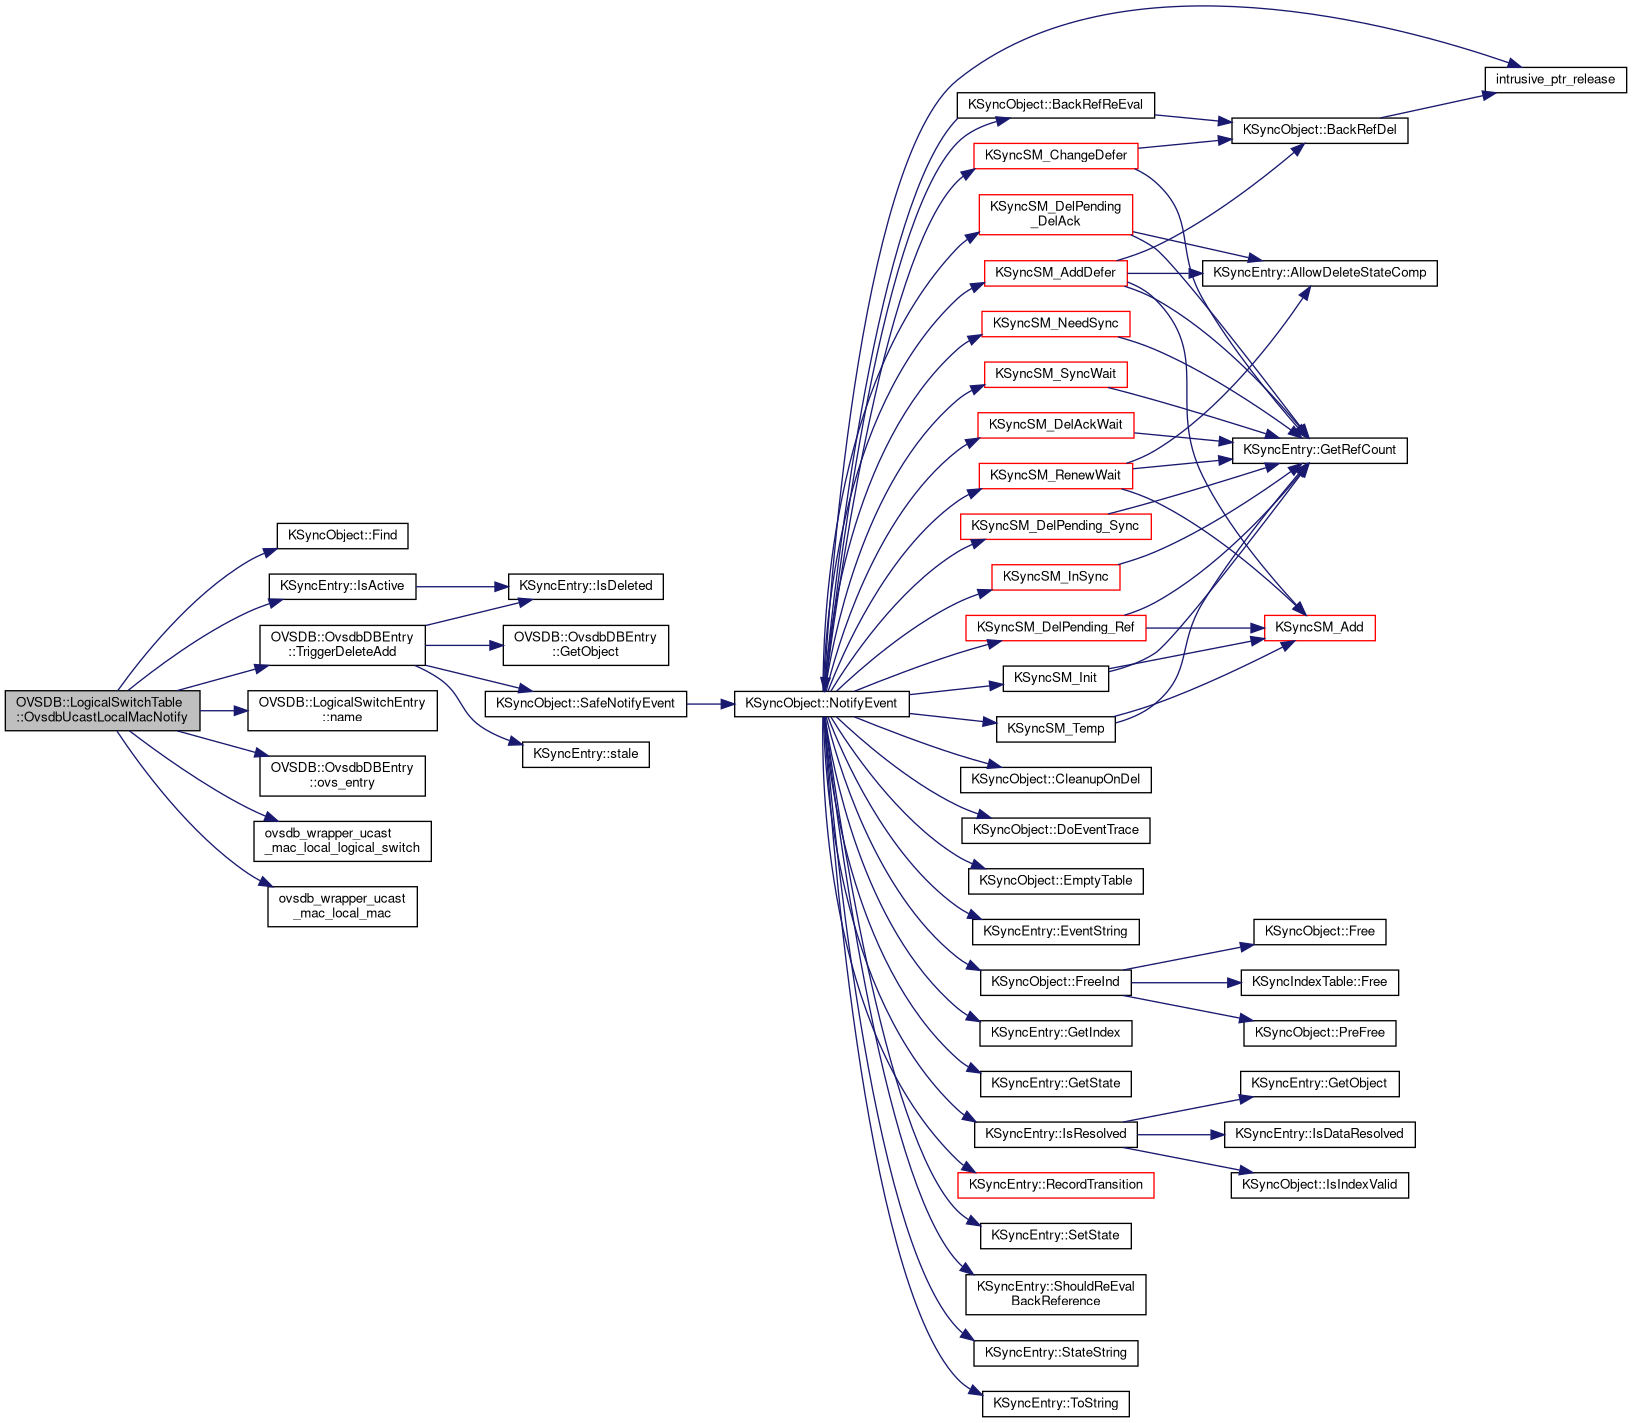 OVSDB::LogicalSwitchTable
::OvsdbUcastLocalMacNotify
KSyncObject::Find
KSyncEntry::IsActive
OVSDB::OvsdbDBEntry
::TriggerDeleteAdd
OVSDB::LogicalSwitchEntry
::name
OVSDB::OvsdbDBEntry
::ovs_entry
ovsdb_wrapper_ucast
_mac_local_logical_switch
ovsdb_wrapper_ucast
_mac_local_mac
KSyncEntry::IsDeleted
OVSDB::OvsdbDBEntry
::GetObject
KSyncObject::SafeNotifyEvent
KSyncEntry::stale
KSyncObject::NotifyEvent
KSyncObject::BackRefReEval
KSyncSM_ChangeDefer
KSyncSM_DelPending
_DelAck
KSyncSM_AddDefer
KSyncSM_NeedSync
KSyncSM_SyncWait
KSyncSM_DelAckWait
KSyncSM_RenewWait
KSyncSM_DelPending_Sync
KSyncSM_InSync
KSyncSM_DelPending_Ref
KSyncSM_Init
KSyncSM_Temp
KSyncObject::CleanupOnDel
KSyncObject::DoEventTrace
KSyncObject::EmptyTable
KSyncEntry::EventString
KSyncObject::FreeInd
KSyncEntry::GetIndex
KSyncEntry::GetState
KSyncEntry::IsResolved
KSyncEntry::RecordTransition
KSyncEntry::SetState
KSyncEntry::ShouldReEval
BackReference
KSyncEntry::StateString
KSyncEntry::ToString
intrusive_ptr_release
KSyncObject::BackRefDel
KSyncEntry::AllowDeleteStateComp
KSyncEntry::GetRefCount
KSyncSM_Add
KSyncObject::Free
KSyncIndexTable::Free
KSyncObject::PreFree
KSyncEntry::GetObject
KSyncEntry::IsDataResolved
KSyncObject::IsIndexValid